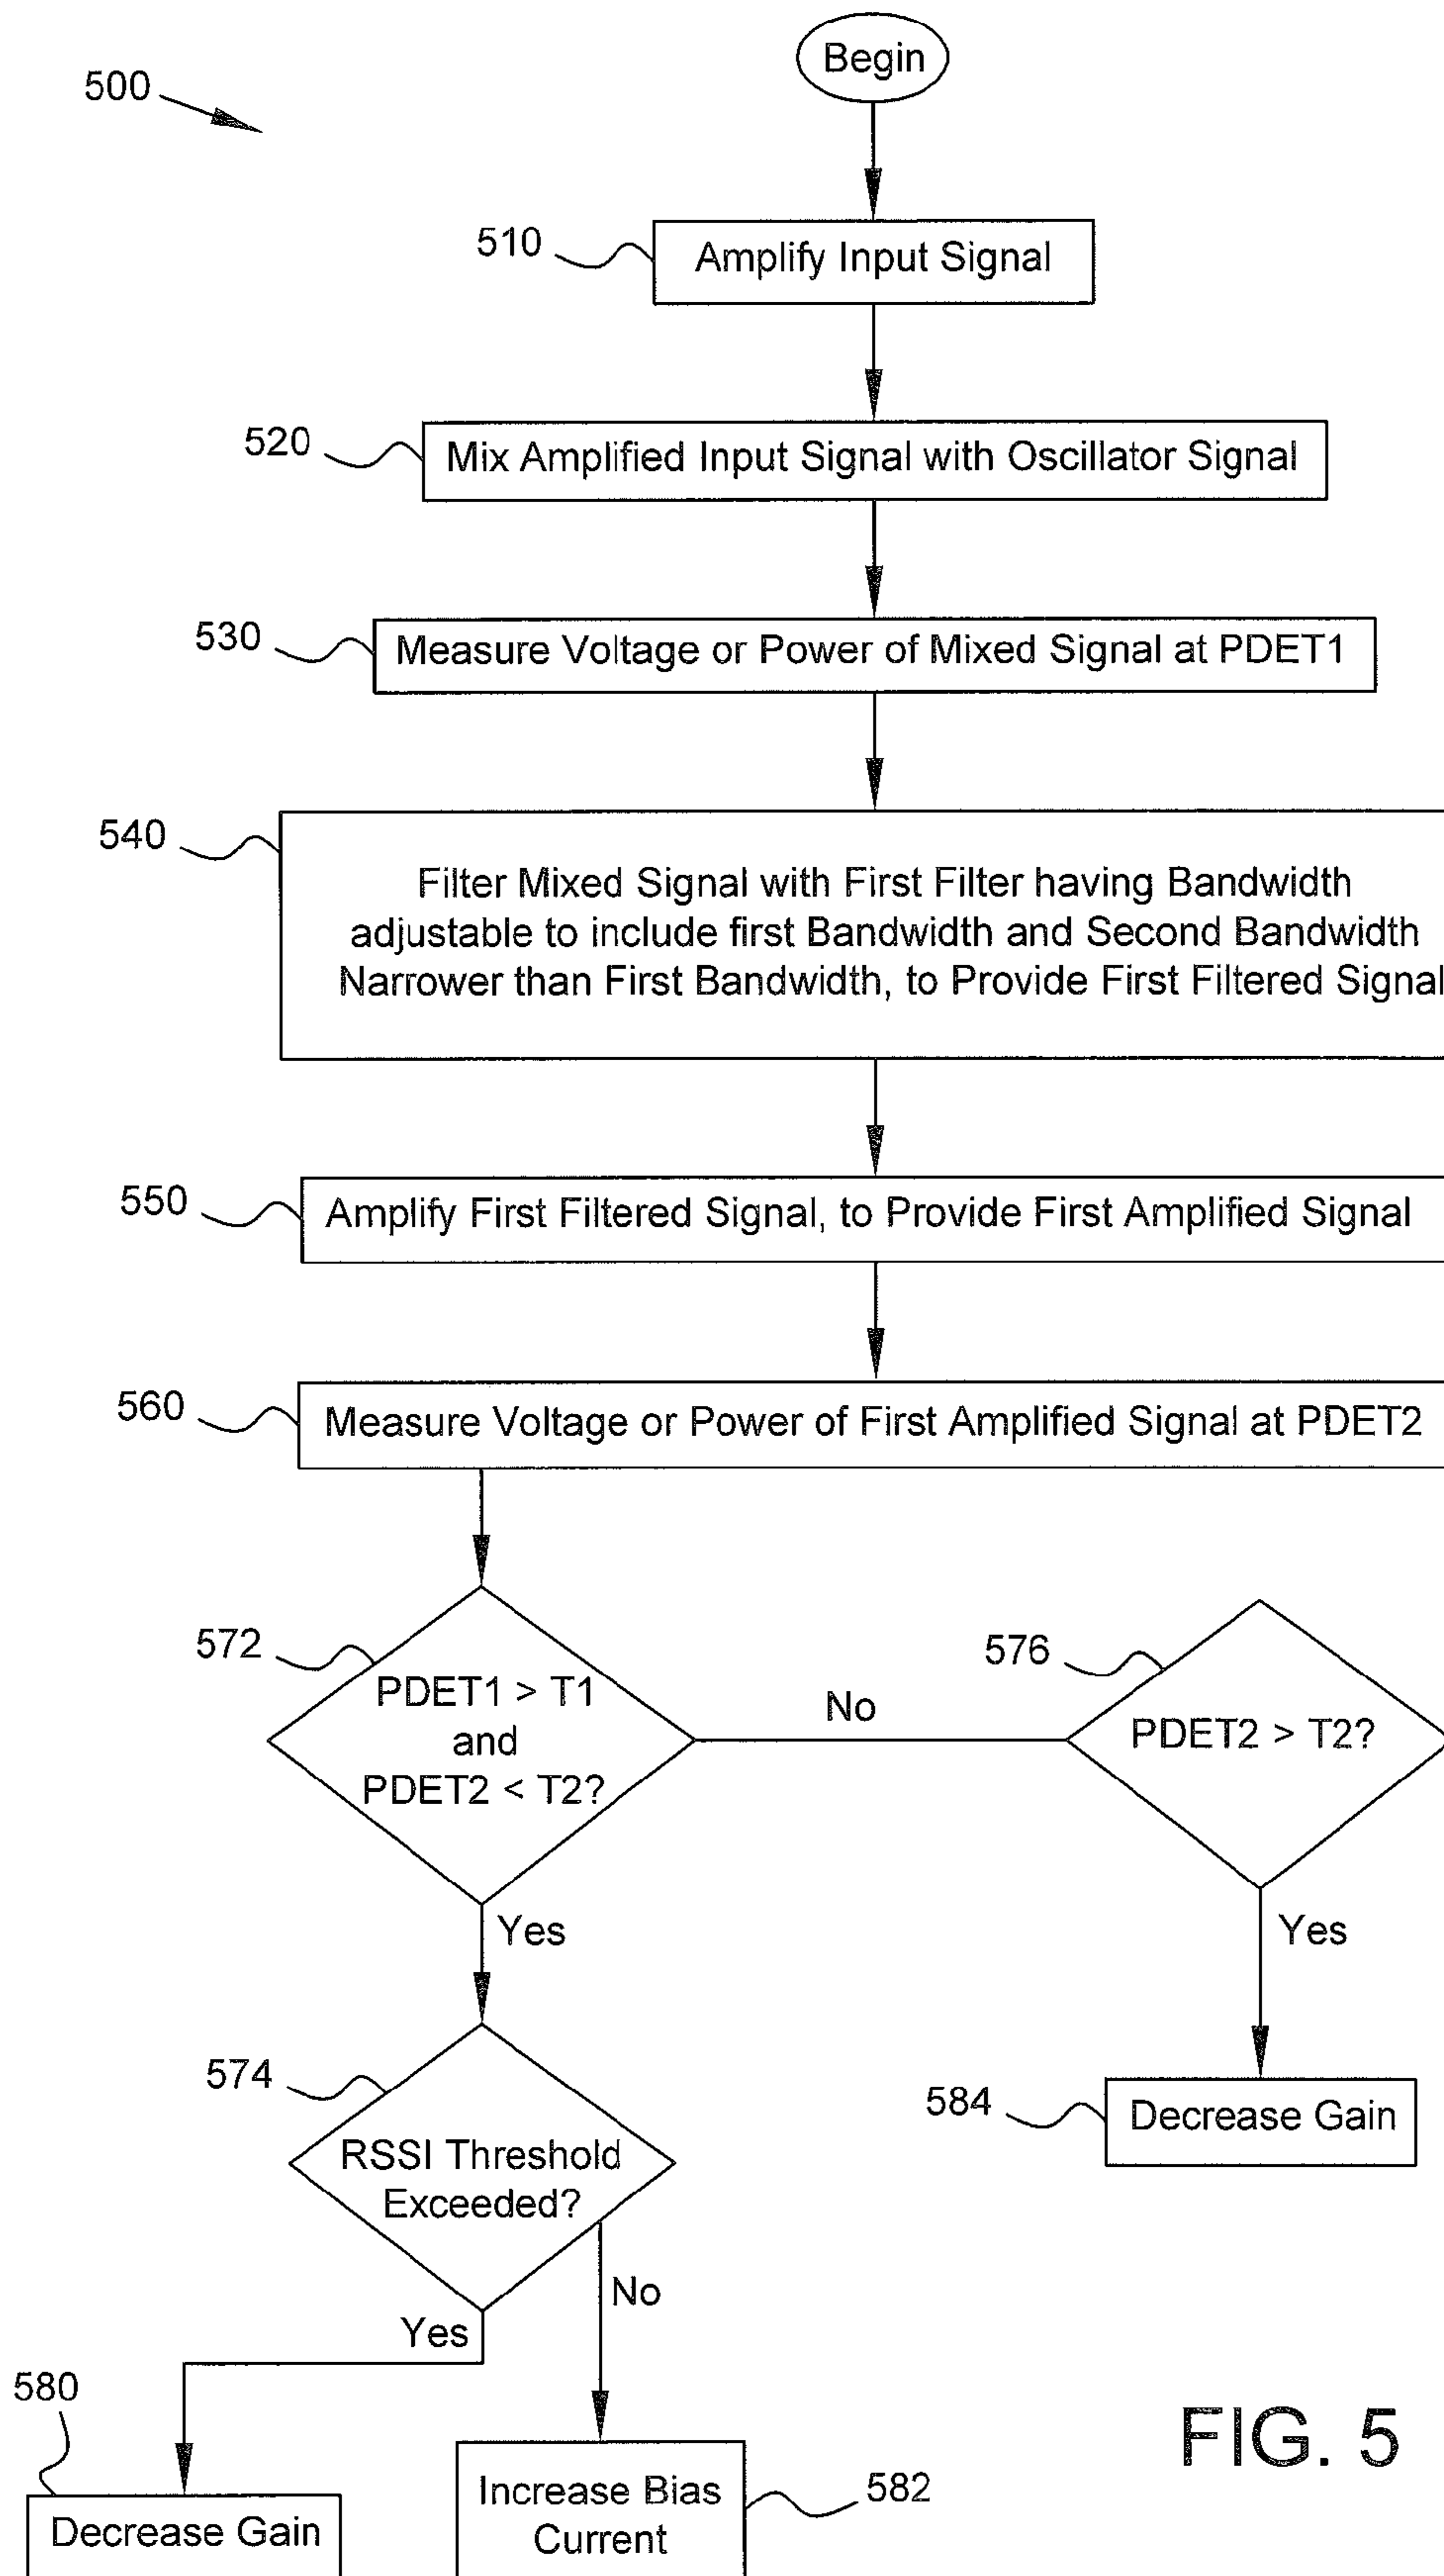 500
Begin
510
Amplify Input Signal
520
Mix Amplified Input Signal with Oscillator Signal
530
Measure Voltage or Power of Mixed Signal at PDET1
540
Filter Mixed Signal with First Filter having Bandwidth
adjustable to include first Bandwidth and Second Bandwidth
Narrower than First Bandwidth, to Provide First Filtered Signal
550
Amplify First Filtered Signal, to Provide First Amplified Signal
560
Measure Voltage or Power of First Amplified Signal at PDET2
572
PDET1 > T1
and
PDET2 < T2?
No
576
PDET2 > T2?
Yes
Yes
574
RSSI Threshold
Exceeded?
584
Decrease Gain
No
Yes
580
Decrease Gain
Increase Bias
Current
582
FIG. 5